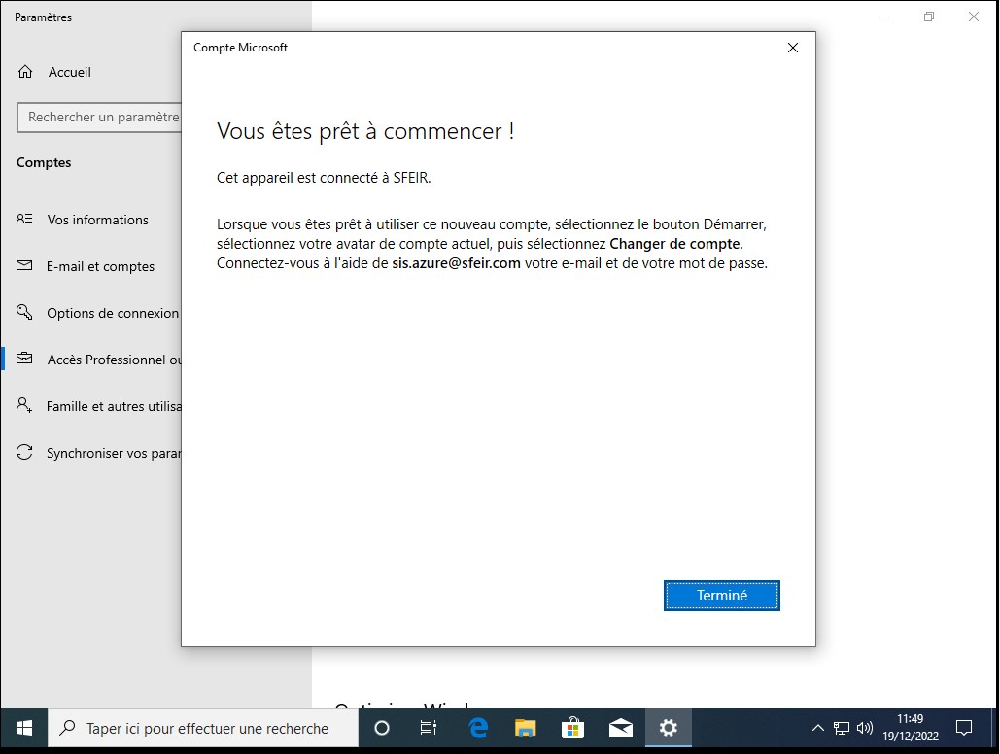 Paramètres
Accueil
Rechercher un paramètre
Comptes
Vos informations
E-mail et comptes
Options de connexion
Accès Professionnel ou
Famille et autres utilisa
Synchroniser vos parar
Compte Microsoft
Vous êtes prêt à commencer !
Cet appareil est connecté à SFEIR.
Lorsque vous êtes prêt à utiliser ce nouveau compte, sélectionnez le bouton Démarrer,
sélectionnez votre avatar de compte actuel, puis sélectionnez Changer de compte.
Connectez-vous à l'aide de sis.azure@sfeir.com votre e-mail et de votre mot de passe.
Terminé
Taper ici pour effectuer une recherche
11:49
19/12/2022